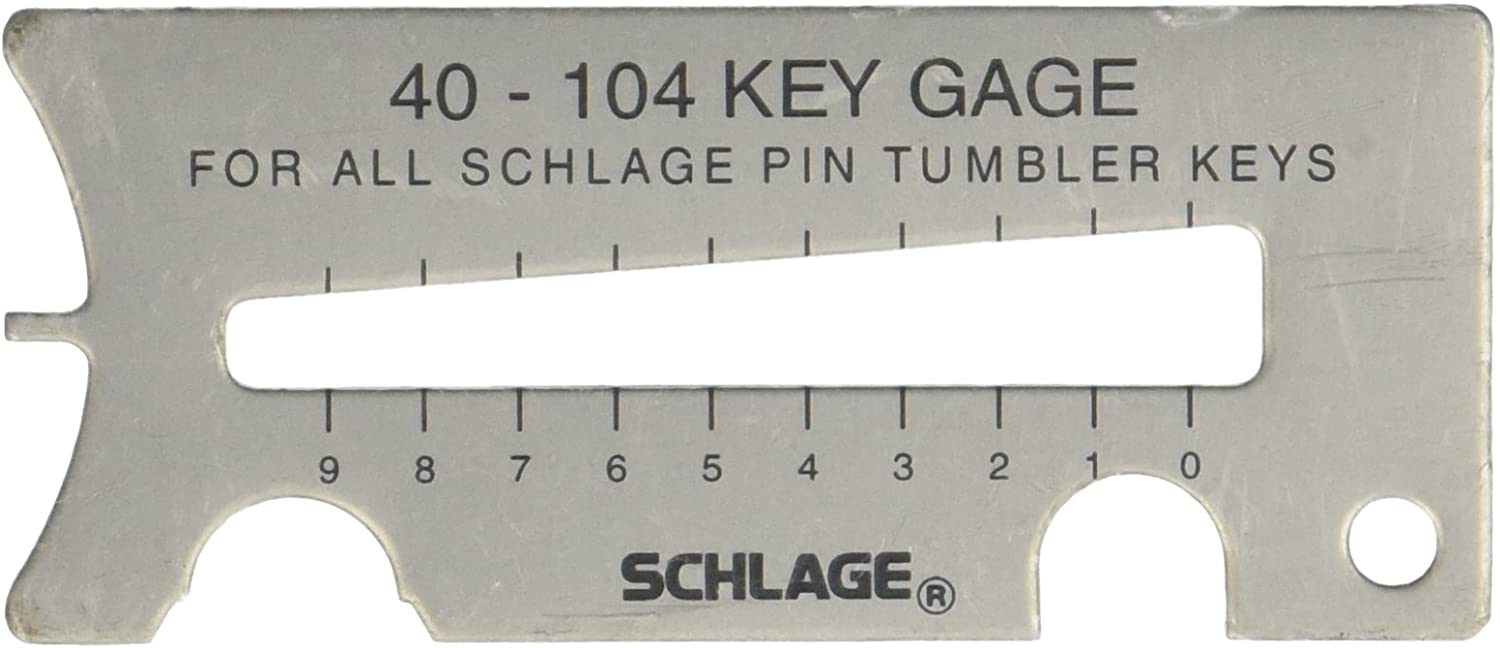 40 - 104 KEY GAGE
FOR ALL SCHLAGE PIN TUMBLER KEYS
9 8 7 6 5 4 3 2 1 0
SCHLAGE®